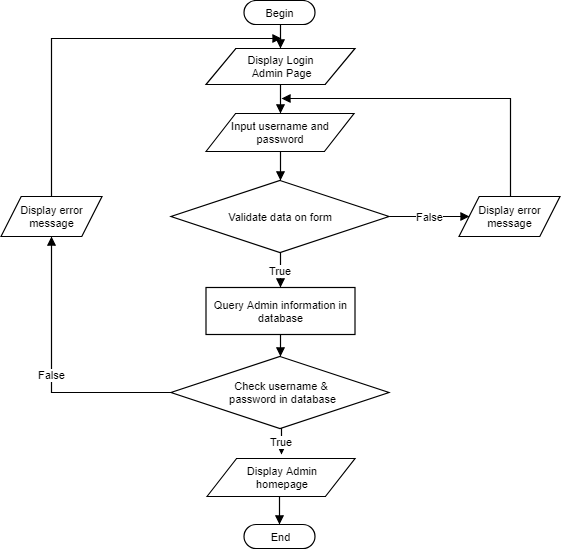 Begin
Display Login
Admin Page
Input username and
password
Validate data on form
False
Display error
message
Display error
message
True
Query Admin information in
database
False
Check username &
password in database
True
Display Admin
homepage
End